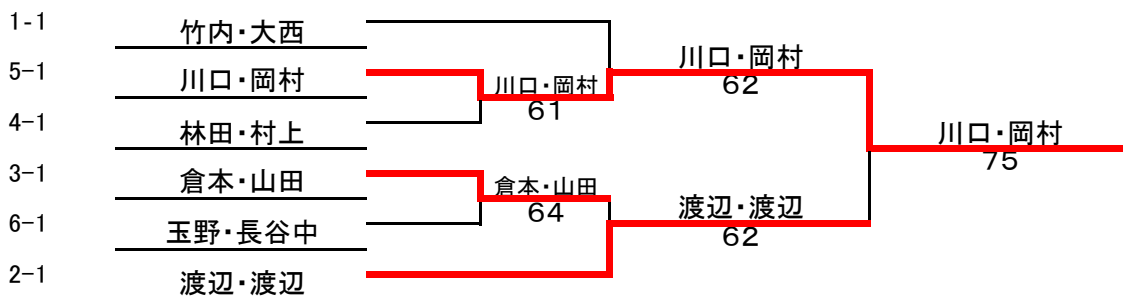 1-1 竹内・大西
5-1 川口・岡村
4-1 林田・村上
3-1 倉本・山田
6-1 玉野・長谷中
2-1 渡辺・渡辺
川口・岡村
61
倉本・山田
64
川口・岡村
62
渡辺・渡辺
62
川口・岡村
75